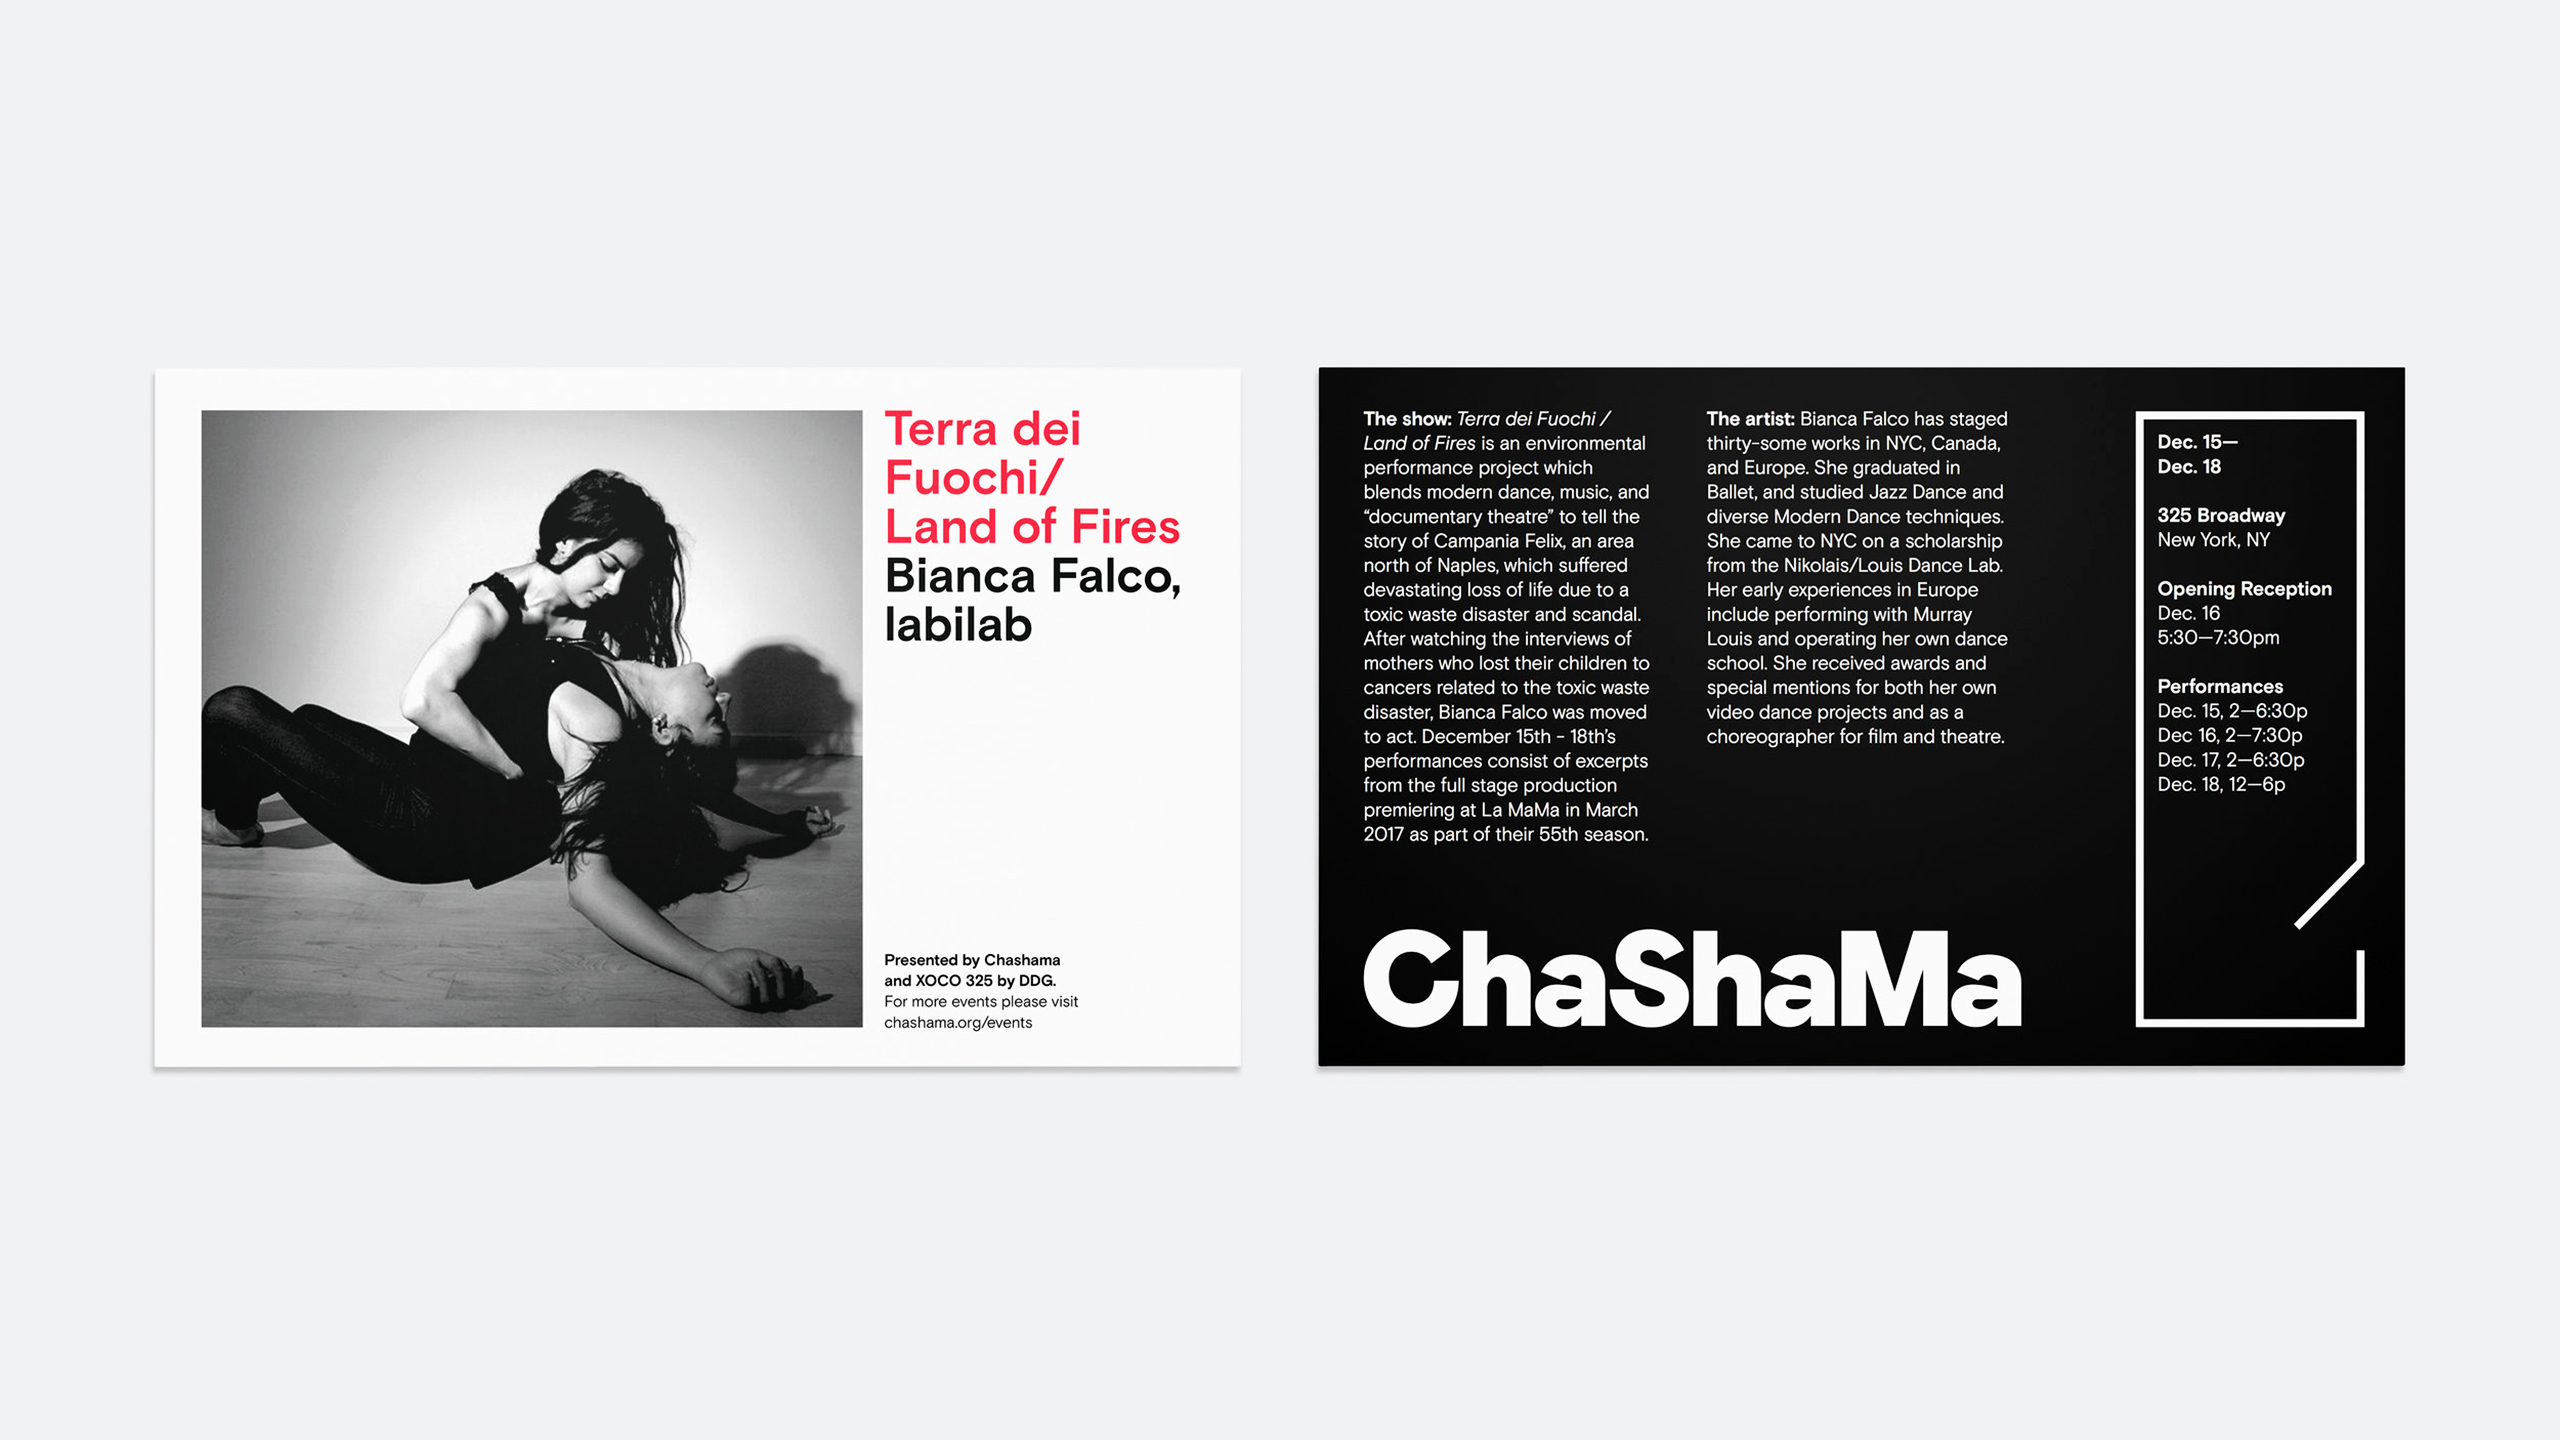 Terra dei
Fuochi/
Land of Fires
Bianca Falco,
labilab
Presented by Chashama
and XOCO 325 by DDG.
For more events please visit
chashama.org/events
The show: Terra dei Fuochi /
Land of Fires is an environmental
performance project which
blends modern dance, music, and
“documentary theatre” to tell the
story of Campania Felix, an area
north of Naples, which suffered
devastating loss of life due to a
toxic waste disaster and scandal.
After watching the interviews of
mothers who lost their children to
cancers related to the toxic waste
disaster, Bianca Falco was moved
to act. December 15th - 18th’s
performances consist of excerpts
from the full stage production
premiering at La MaMa in March
2017 as part of their 55th season.
The artist: Bianca Falco has staged
thirty-some works in NYC, Canada,
and Europe. She graduated in
Ballet, and studied Jazz Dance and
diverse Modern Dance techniques.
She came to NYC on a scholarship
from the Nikolais/Louis Dance Lab.
Her early experiences in Europe
include performing with Murray
Louis and operating her own dance
school. She received awards and
special mentions for both her own
video dance projects and as a
choreographer for film and theatre.
ChaShaMa
Dec. 15—
Dec. 18
325 Broadway
New York, NY
Opening Reception
Dec. 16
5:30—7:30pm
Performances
Dec. 15, 2—6:30p
Dec 16, 2—7:30p
Dec. 17, 2—6:30p
Dec. 18, 12—6p